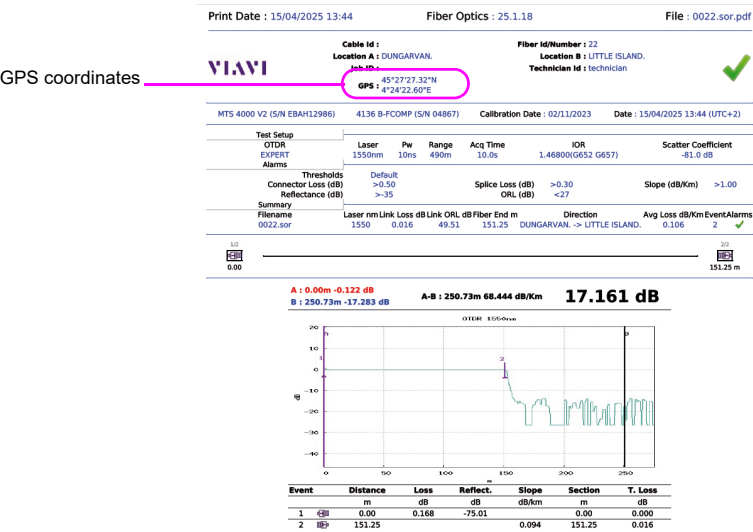 Print Date : 15/04/2025 13:44 Fiber Optics : 25.1.18 File : 0022.sor.pdf
Cable Id : Fiber Id/Number : 22
Location A : DUNGARVAN. Location B : LITTLE ISLAND.
VIAVI Job ID : Technician Id : technician
GPS coordinates GPS : 45°27'27.32"N
4°24'22.60"E
MTS 4000 V2 (S/N EBAH12986) 4136 B-FCOMP (S/N 04867) Calibration Date : 02/11/2023 Date : 15/04/2025 13:44 (UTC+2)
Test Setup
OTDR Laser Pw Range Acq Time IOR Scatter Coefficient
EXPERT 1550nm 10ns 490m 10.0s 1.46800(G652 G657) -81.0 dB
Alarms
Thresholds Default
Connector Loss (dB) >0.50 Splice Loss (dB) >0.30 Slope (dB/Km) >1.00
Reflectance (dB) >-35 ORL (dB) <27
Summary
Filename Laser nm Link Loss dB Link ORL dB Fiber End m Direction Avg Loss dB/Km Event Alarms
0022.sor 1550 0.016 49.51 151.25 DUNGARVAN. -> LITTLE ISLAND. 0.106 2
1/2 2/2
0.00 151.25 m
A : 0.00m -0.122 dB
B : 250.73m -17.283 dB
A-B : 250.73m 68.444 dB/Km 17.161 dB
OTDR 1550nm
20
A B
10
1 2
0
dB
-10
-20
-30
-40
0 50 100 150 200 250
m
Event Distance Loss Reflect. Slope Section T. Loss
m dB dB dB/km m dB
1 0.00 0.168 -75.01 0.00 0.000
2 151.25 0.094 151.25 0.016